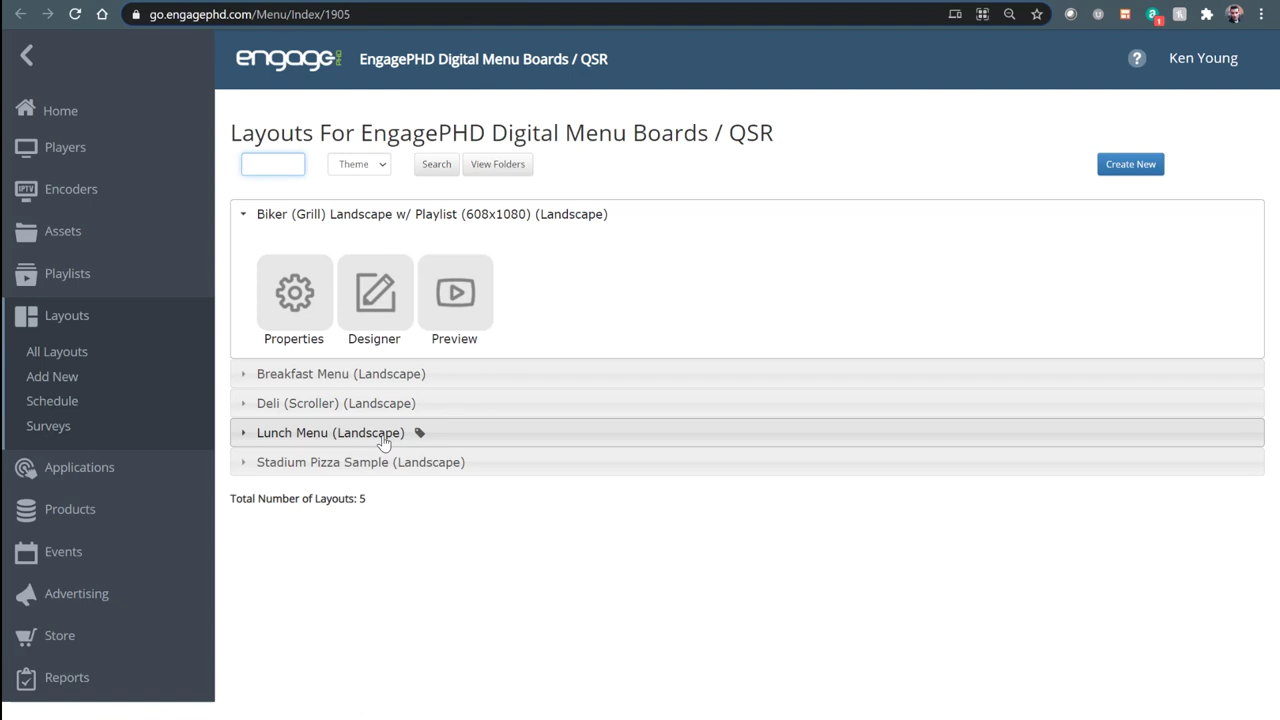 go.engagephd.com/Menu/Index/1905
engage PHD
EngagePHD Digital Menu Boards / QSR
?
Ken Young
Home
Players
IPTV
Encoders
Assets
Playlists
Layouts
All Layouts
Add New
Schedule
Surveys
Applications
Products
Events
Advertising
Store
Reports
Layouts For EngagePHD Digital Menu Boards / QSR
Theme
Search
View Folders
Create New
Biker (Grill) Landscape w/ Playlist (608x1080) (Landscape)
Properties
Designer
Preview
Breakfast Menu (Landscape)
Deli (Scroller) (Landscape)
Lunch Menu (Landscape)
Stadium Pizza Sample (Landscape)
Total Number of Layouts: 5